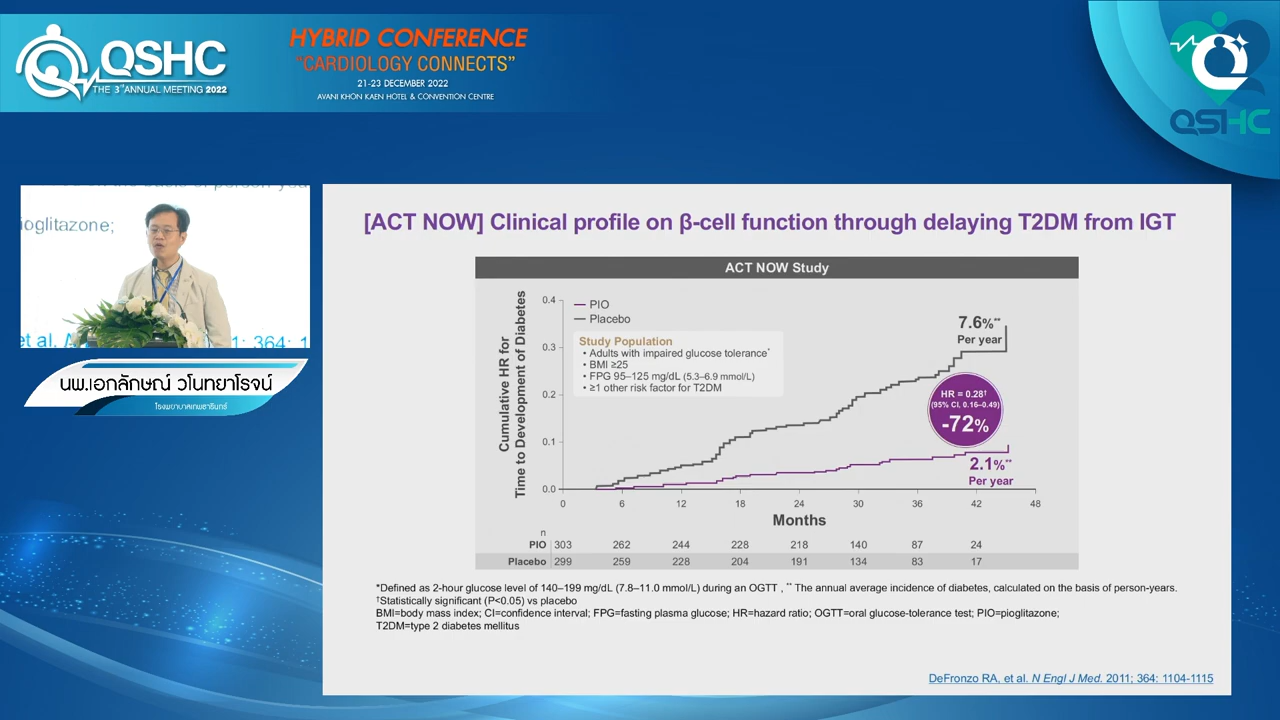 QSHC
THE 3rd ANNUAL MEETING 2022
HYBRID CONFERENCE
"CARDIOLOGY CONNECTS"
21-23 DECEMBER 2022
AVANI KHON KAEN HOTEL & CONVENTION CENTRE
QSHC
ioglitazone;
et al.
1; 364: 1
นพ.เอกลักษณ์ วโนทยาโรจน์
โรงพยาบาลเทพธารินทร์
[ACT NOW] Clinical profile on β-cell function through delaying T2DM from IGT
ACT NOW Study
Cumulative HR for
Time to Development of Diabetes
0.4
0.3
0.2
0.1
0.0
PIO
Placebo
Study Population
• Adults with impaired glucose tolerance*
• BMI ≥25
• FPG 95–125 mg/dL (5.3–6.9 mmol/L)
• ≥1 other risk factor for T2DM
7.6%**
Per year
HR = 0.28†
(95% CI, 0.16–0.49)
-72%
2.1%**
Per year
0 6 12 18 24 30 36 42 48
Months
n
PIO 303 262 244 228 218 140 87 24
Placebo 299 259 228 204 191 134 83 17
*Defined as 2-hour glucose level of 140–199 mg/dL (7.8–11.0 mmol/L) during an OGTT , ** The annual average incidence of diabetes, calculated on the basis of person-years.
†Statistically significant (P<0.05) vs placebo
BMI=body mass index; CI=confidence interval; FPG=fasting plasma glucose; HR=hazard ratio; OGTT=oral glucose-tolerance test; PIO=pioglitazone;
T2DM=type 2 diabetes mellitus
DeFronzo RA, et al. N Engl J Med. 2011; 364: 1104-1115